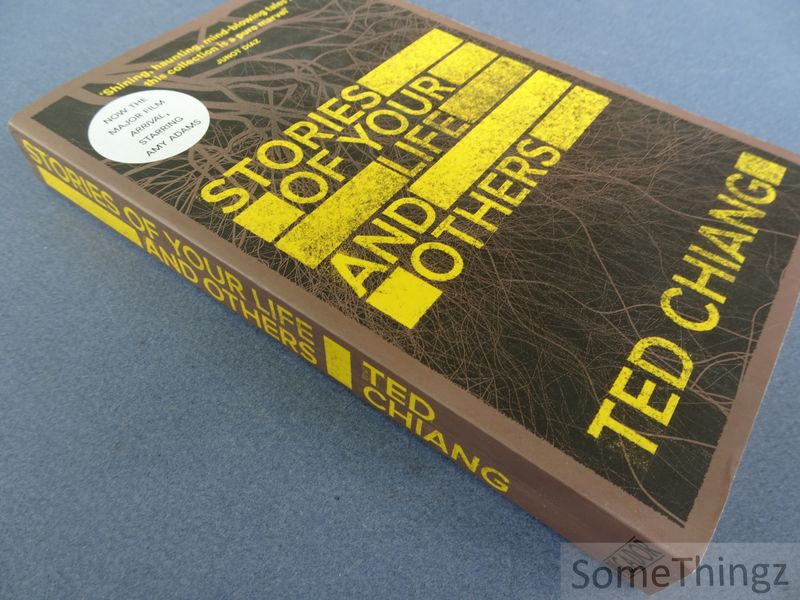 'Shining, haunting, mind-blowing tales
this collection is a pure marvel'
JUNOT DIAZ
NOW THE
MAJOR FILM
ARRIVAL,
STARRING
AMY ADAMS
STORIES
OF YOUR
LIFE
AND
OTHERS
TED CHIANG
STORIES OF YOUR LIFE
AND OTHERS
TED
CHIANG
PICADOR
SomeThingz